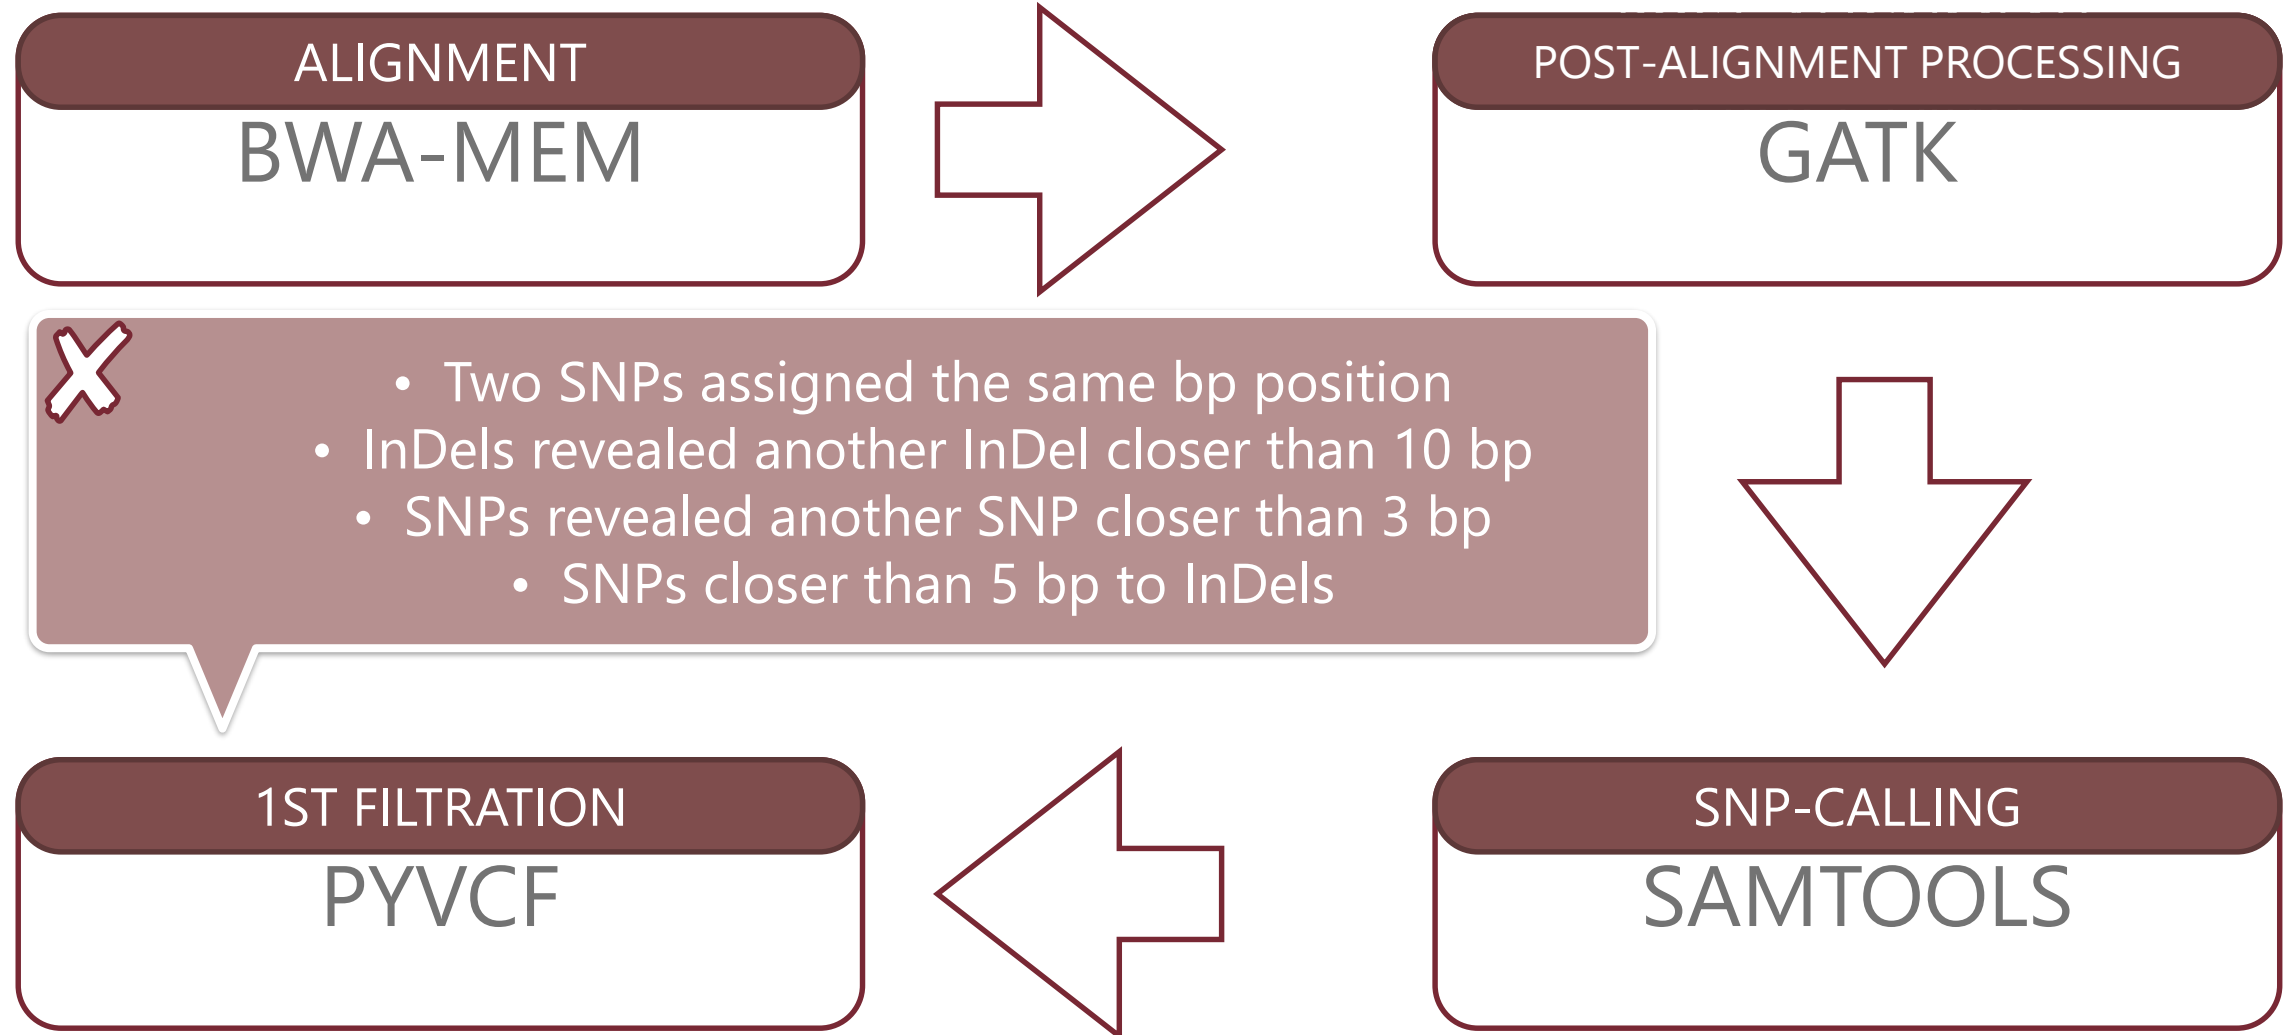 ALIGNMENT
BWA-MEM
POST-ALIGNMENT PROCESSING
GATK
• Two SNPs assigned the same bp position
• InDels revealed another InDel closer than 10 bp
• SNPs revealed another SNP closer than 3 bp
• SNPs closer than 5 bp to InDels
1ST FILTRATION
PYVCF
SNP-CALLING
SAMTOOLS